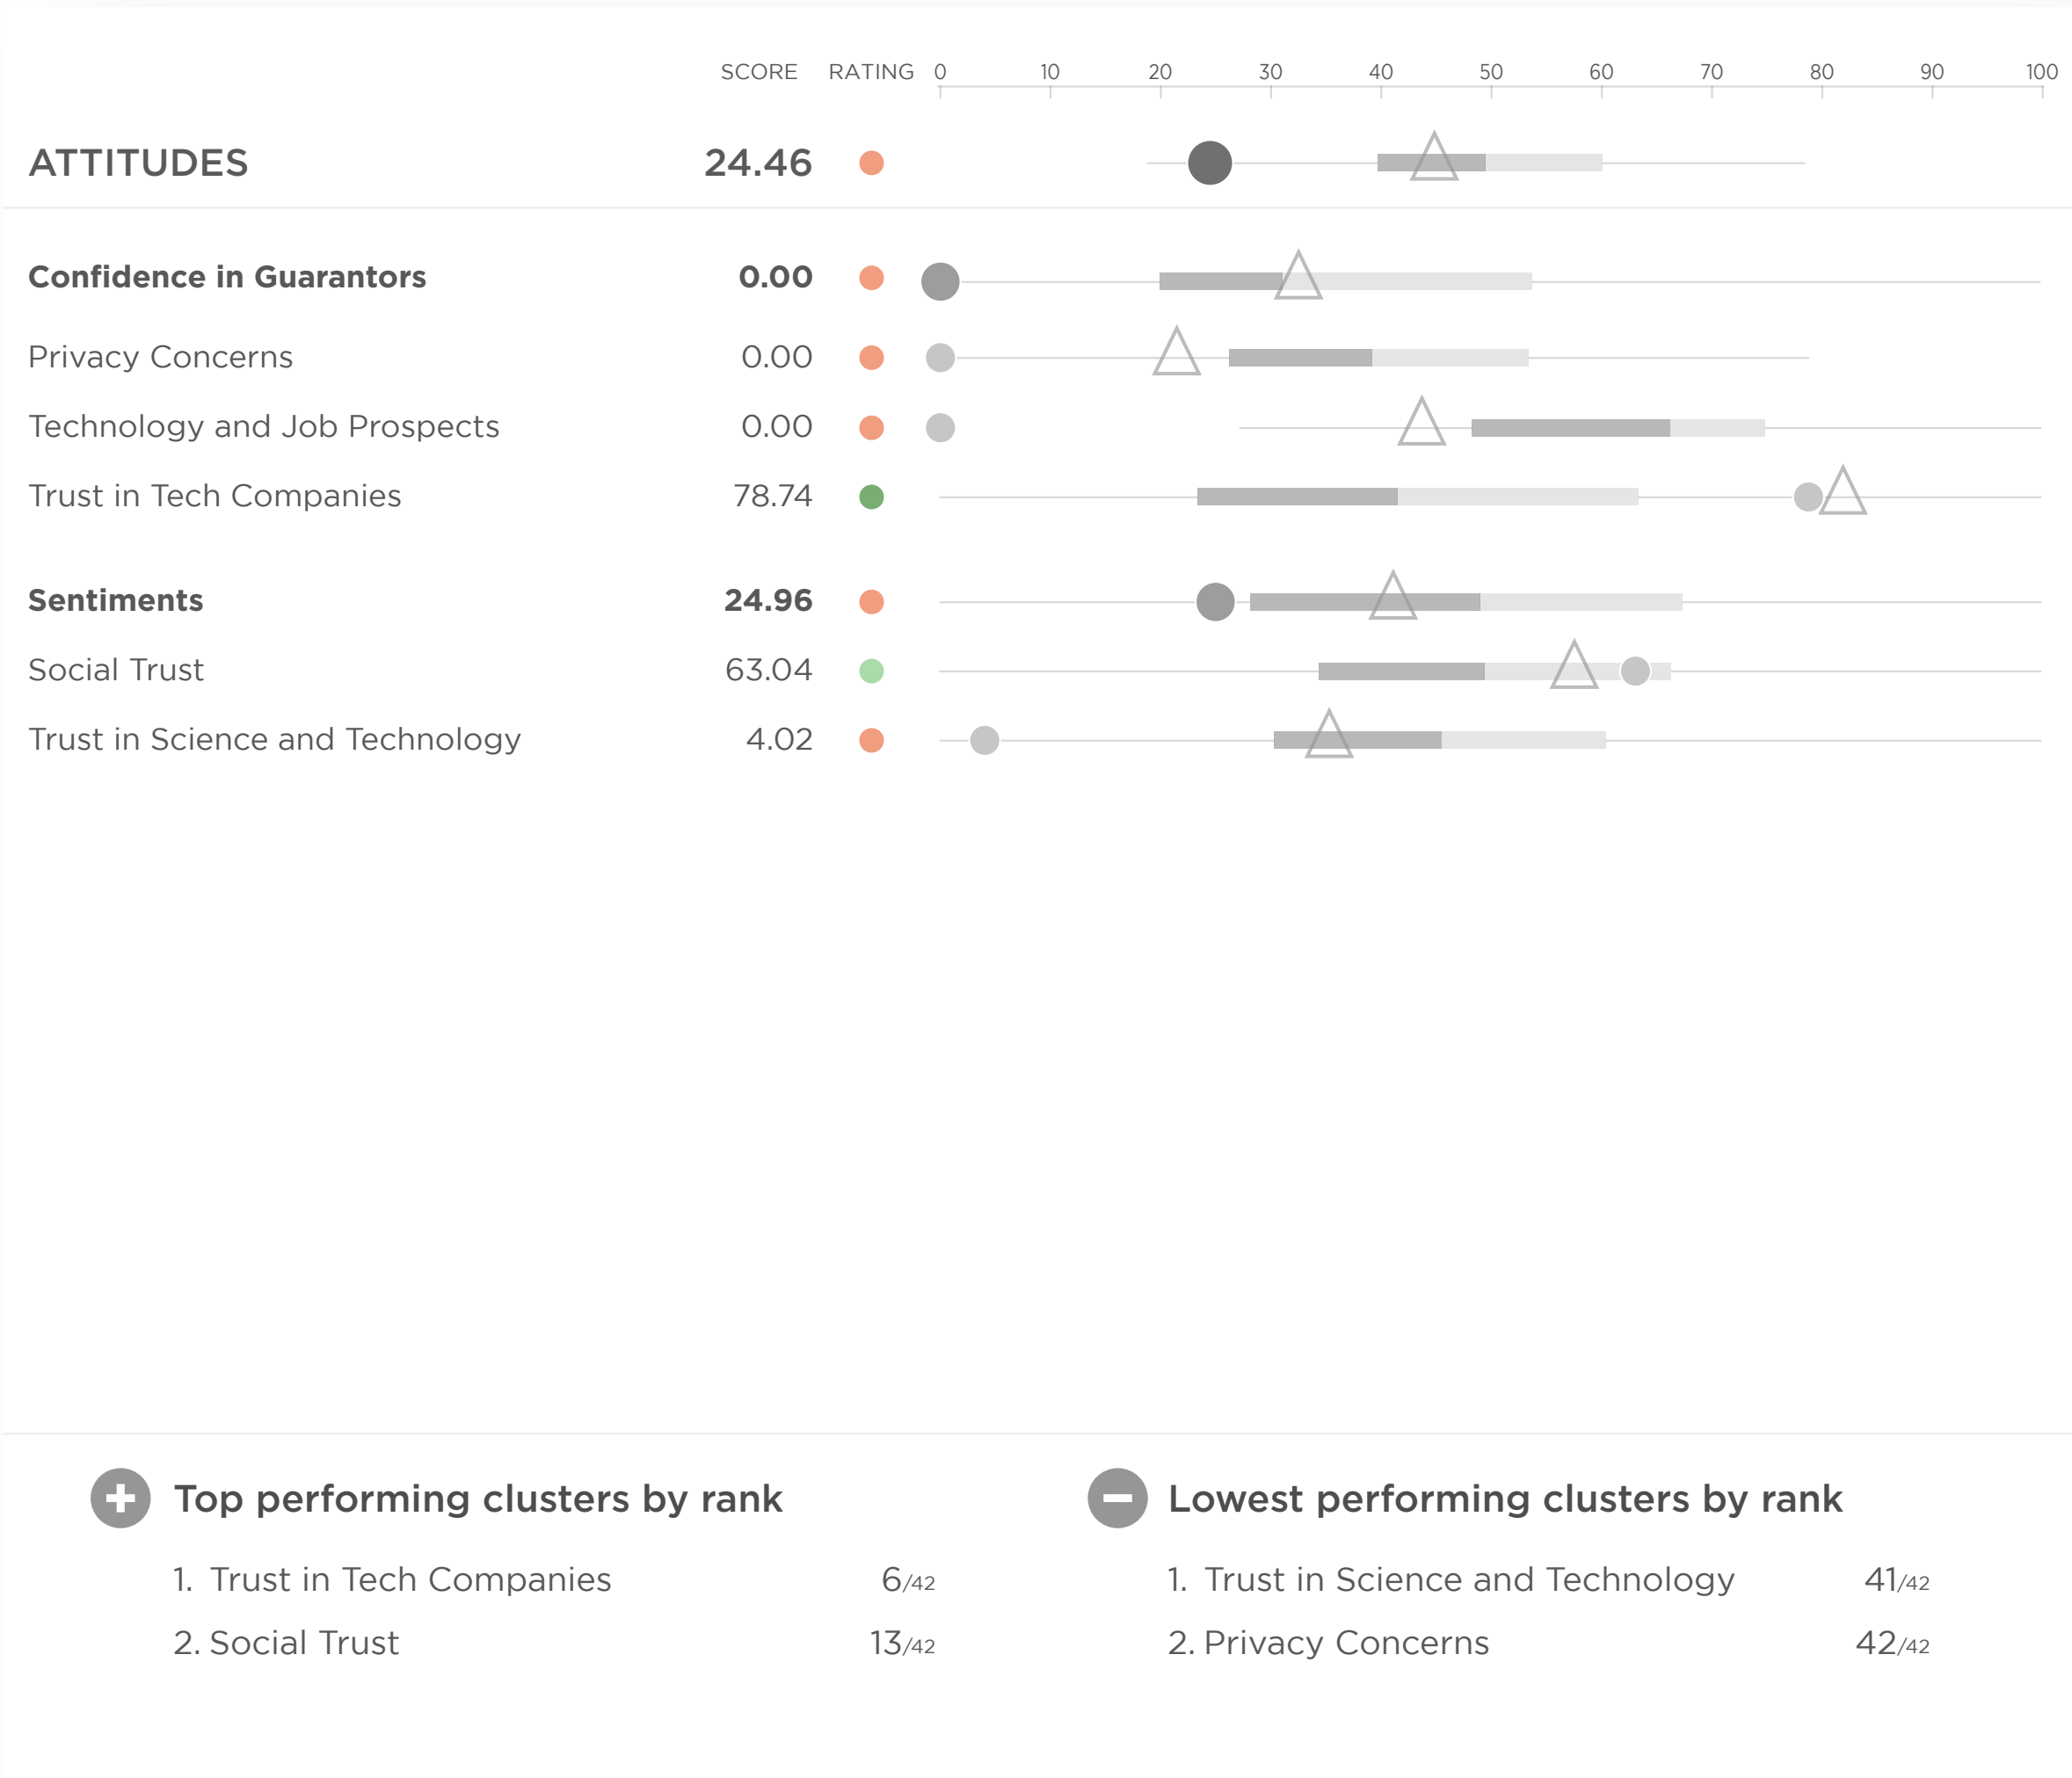 SCORE RATING 0 10 20 30 40 50 60 70 80 90 100
ATTITUDES 24.46
Confidence in Guarantors 0.00
Privacy Concerns 0.00
Technology and Job Prospects 0.00
Trust in Tech Companies 78.74
Sentiments 24.96
Social Trust 63.04
Trust in Science and Technology 4.02
Top performing clusters by rank
1. Trust in Tech Companies 6/42
2. Social Trust 13/42
Lowest performing clusters by rank
1. Trust in Science and Technology 41/42
2. Privacy Concerns 42/42